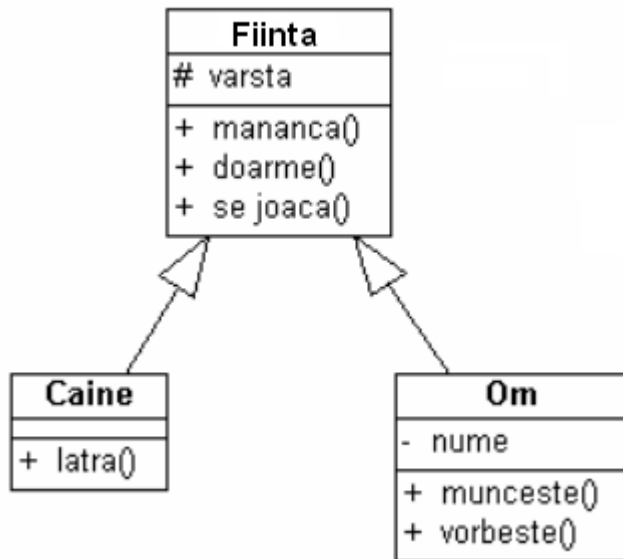 Fiinta
# varsta
+ mananca()
+ doarme()
+ se joaca()
Caine
+ latra()
Om
- nume
+ munceste()
+ vorbeste()